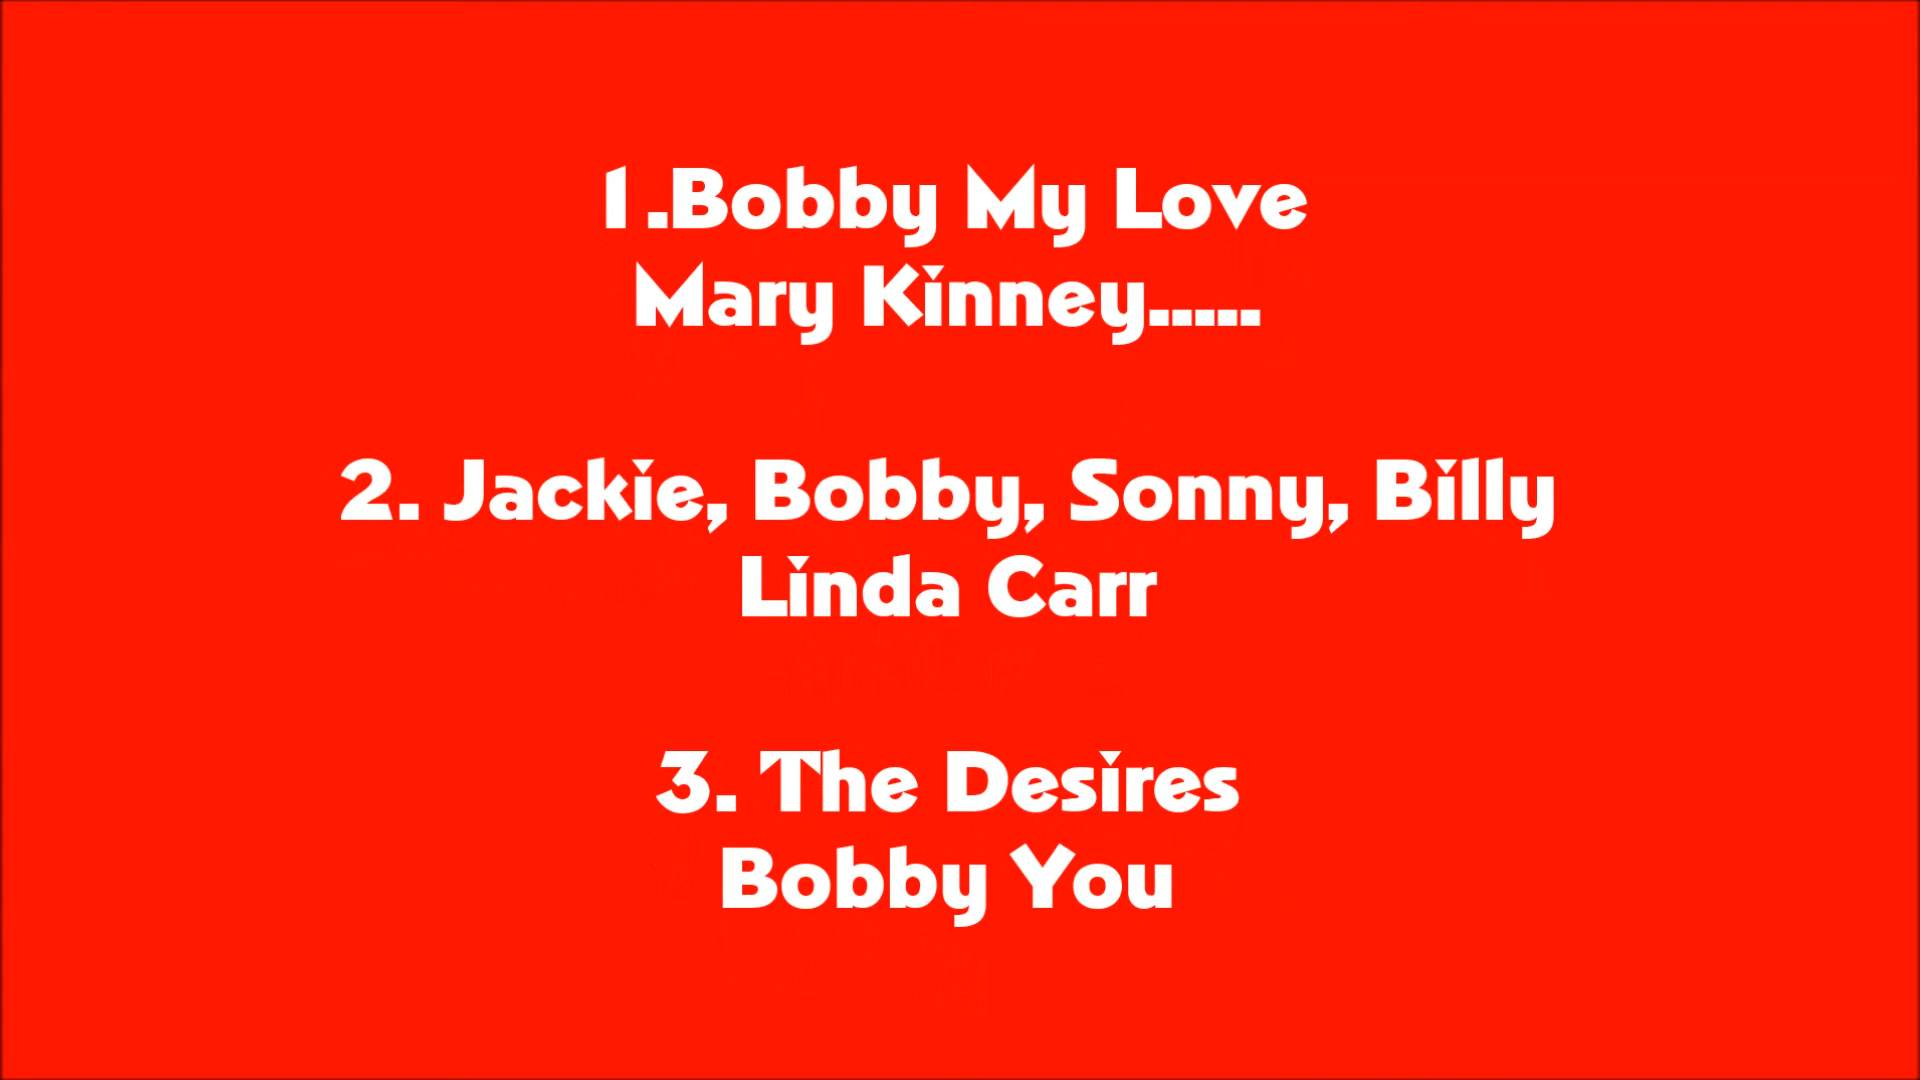 1.Bobby My Love
Mary Kinney.....
2. Jackie, Bobby, Sonny, Billy
Linda Carr
3. The Desires
Bobby You